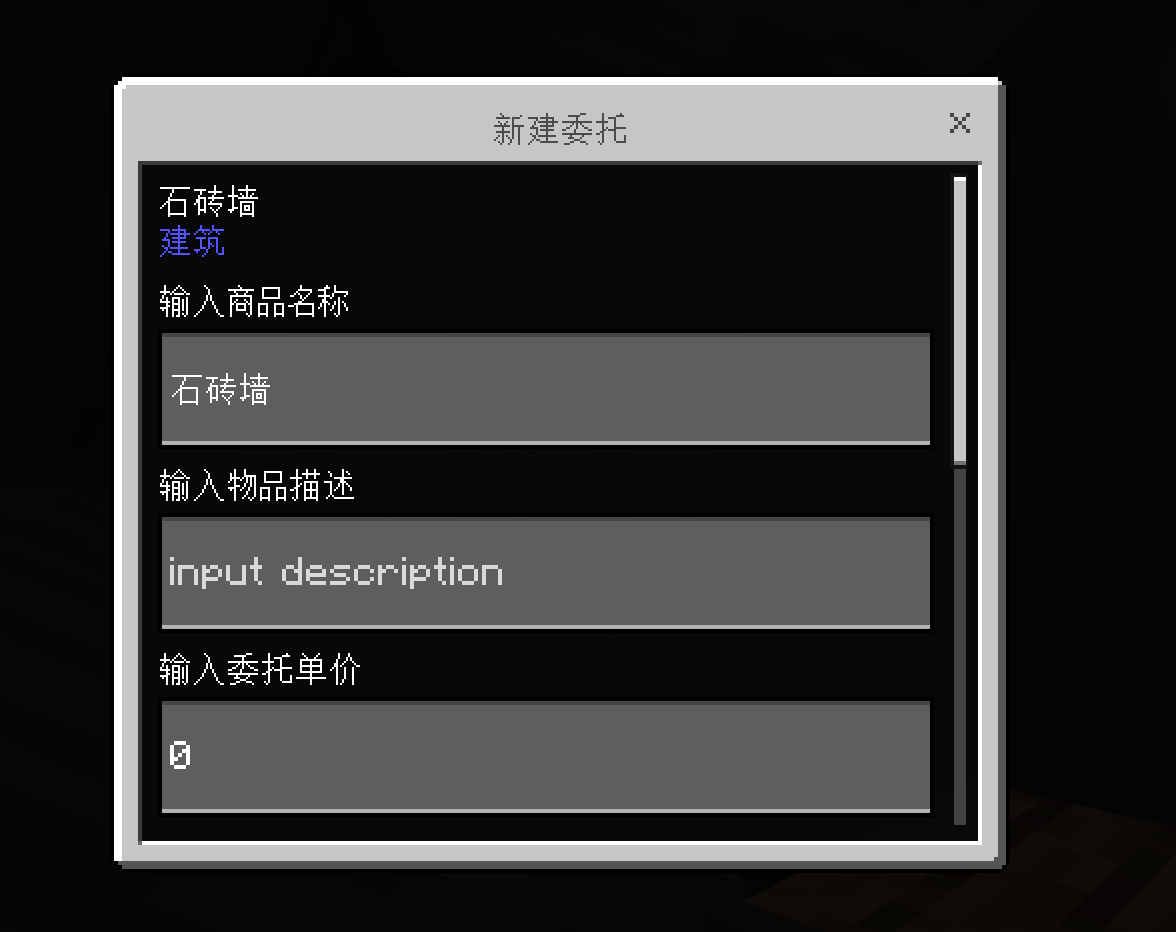 新建委托
石砖墙
建筑
输入商品名称
石砖墙
输入物品描述
input description
输入委托单价
0